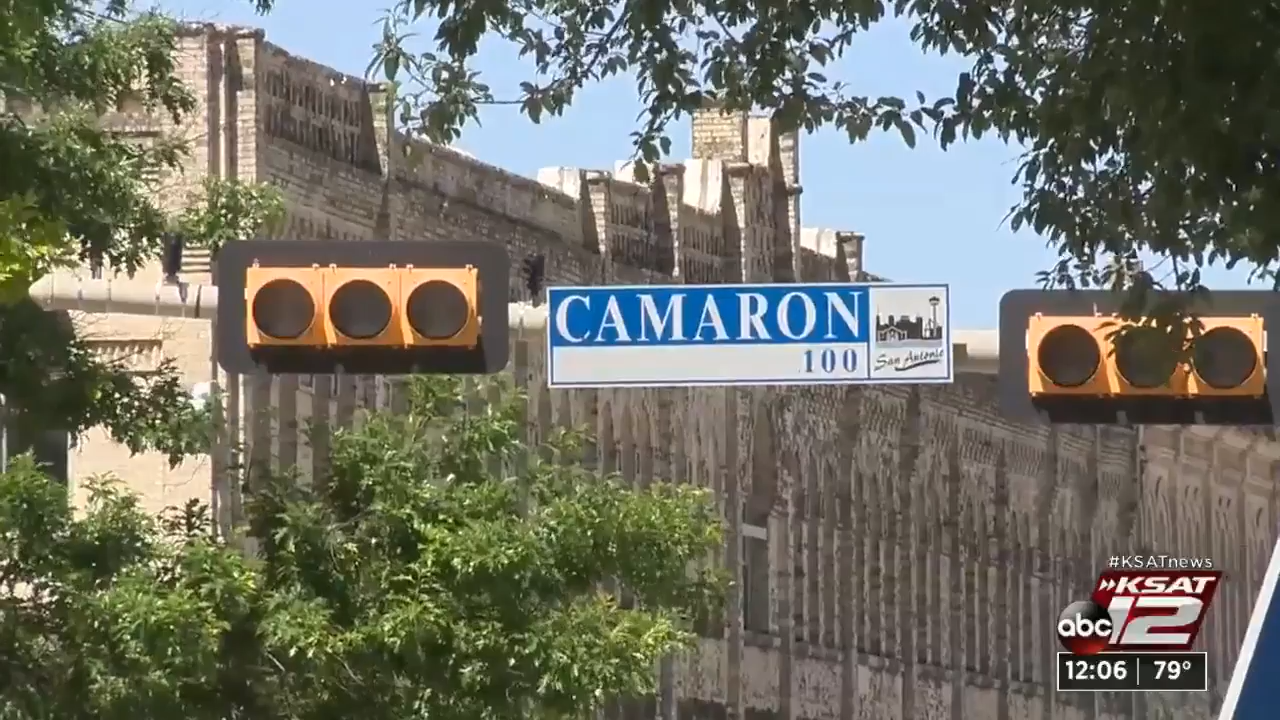 CAMARON
100
San Antonio
#KSATnews
KSAT
abc 12
12:06 79°